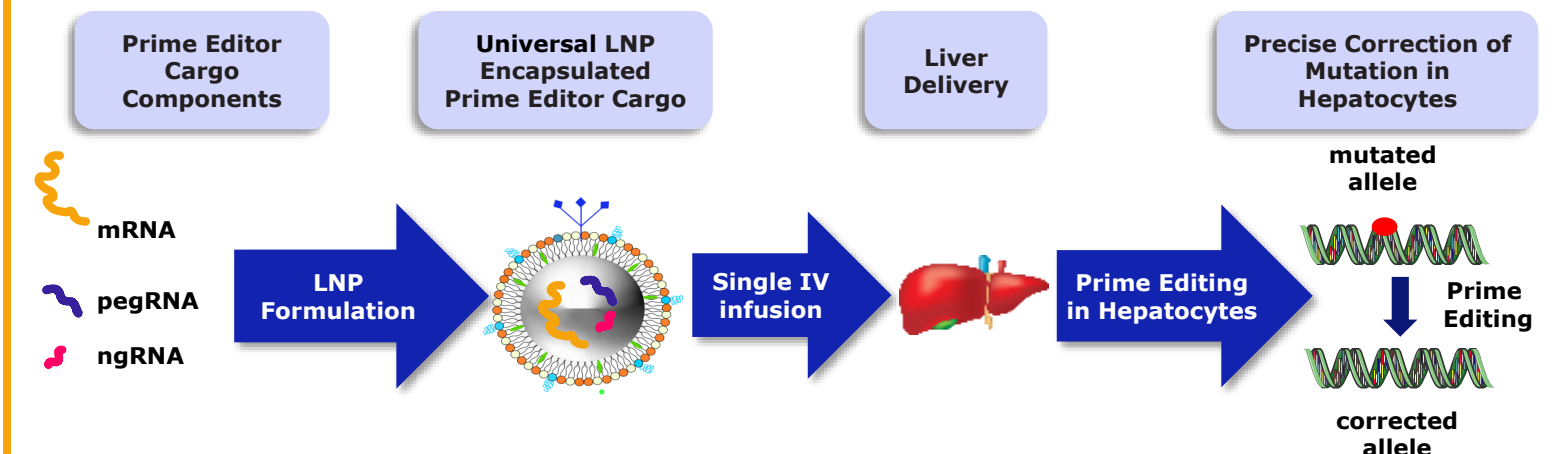 Prime Editor
Cargo
Components
Universal LNP
Encapsulated
Prime Editor Cargo
Liver
Delivery
Precise Correction of
Mutation in
Hepatocytes
mRNA
pegRNA
ngRNA
LNP
Formulation
Single IV
infusion
Prime Editing
in Hepatocytes
mutated
allele
Prime
Editing
corrected
allele